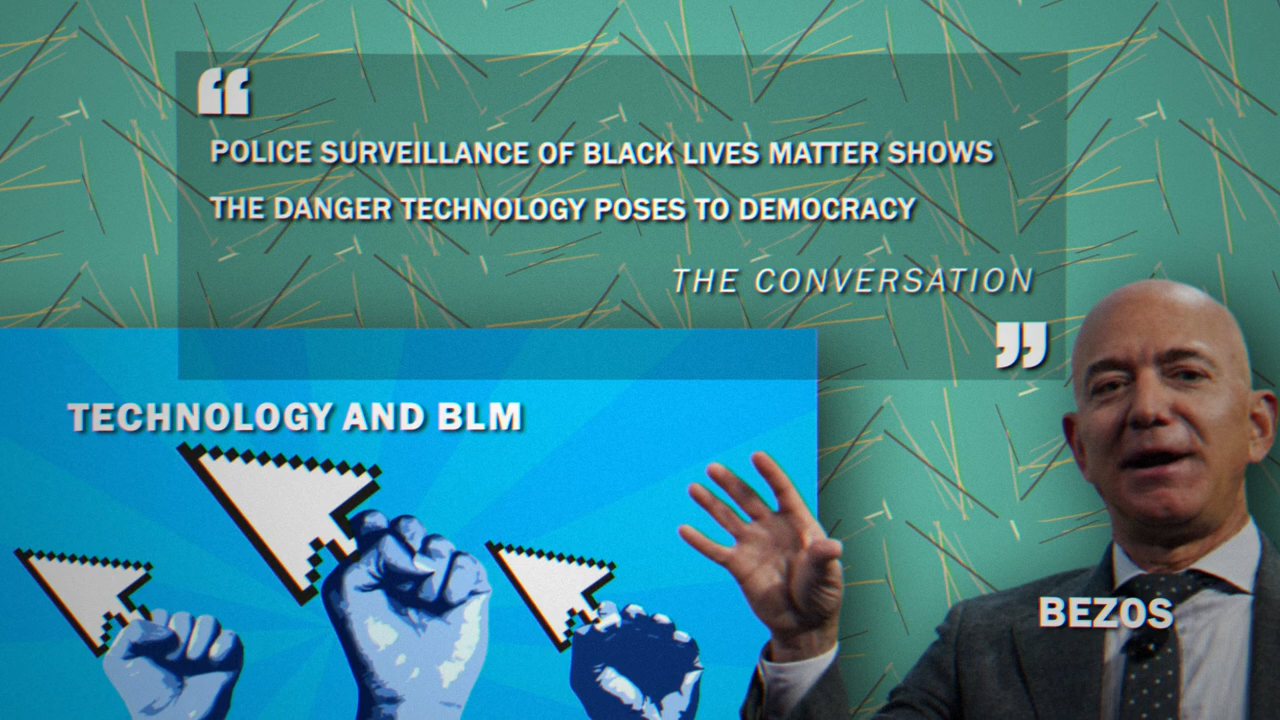 “
POLICE SURVEILLANCE OF BLACK LIVES MATTER SHOWS
THE DANGER TECHNOLOGY POSES TO DEMOCRACY
THE CONVERSATION
”
TECHNOLOGY AND BLM
BEZOS